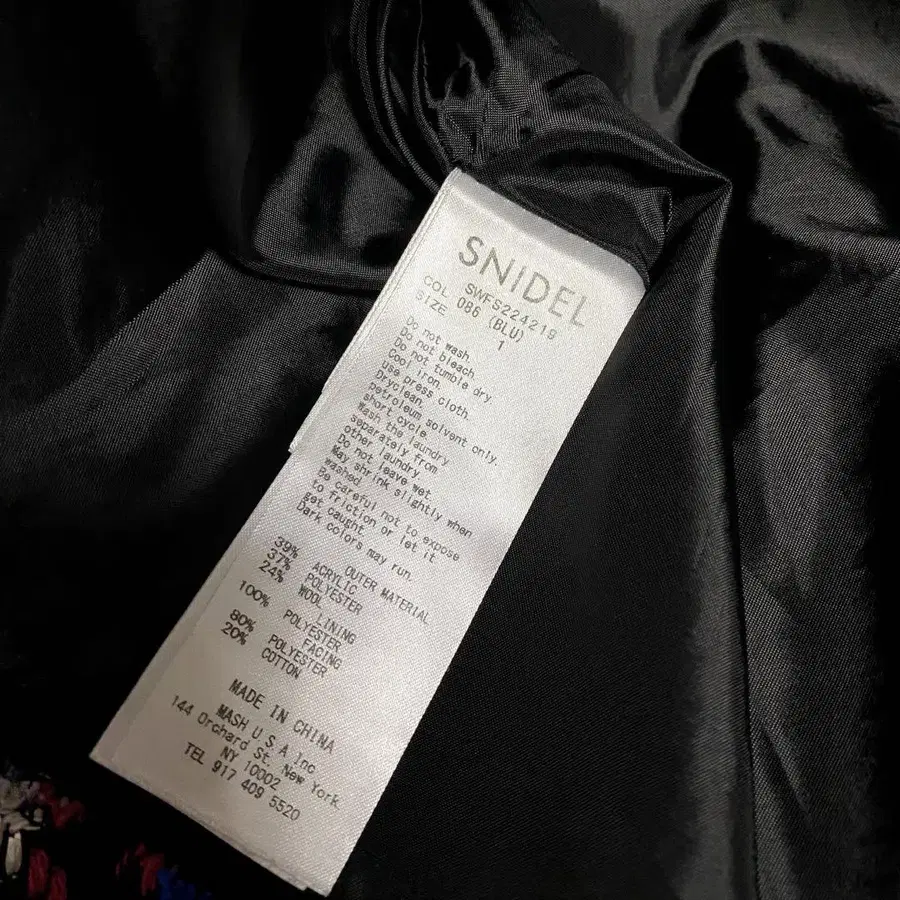 SNIDEL
SWFS224219
COL 086 (BLU)
SIZE 1
Do not wash.
Do not bleach.
Do not tumble dry.
Cool iron.
use press cloth.
Dryclean.
petroleum solvent only.
short cycle.
Wash the laundry
separately from
other laundry.
Do not leave wet.
May shrink slightly when
washed.
Be careful not to expose
to friction or let it
get caught.
Dark colors may run.
OUTER MATERIAL
39% ACRYLIC
37% POLYESTER
24% WOOL
LINING
100% POLYESTER
FACING
80% POLYESTER
20% COTTON
MADE IN CHINA
MASH U S A Inc
144 Orchard St. New York
NY 10002
TEL 917 409 5520